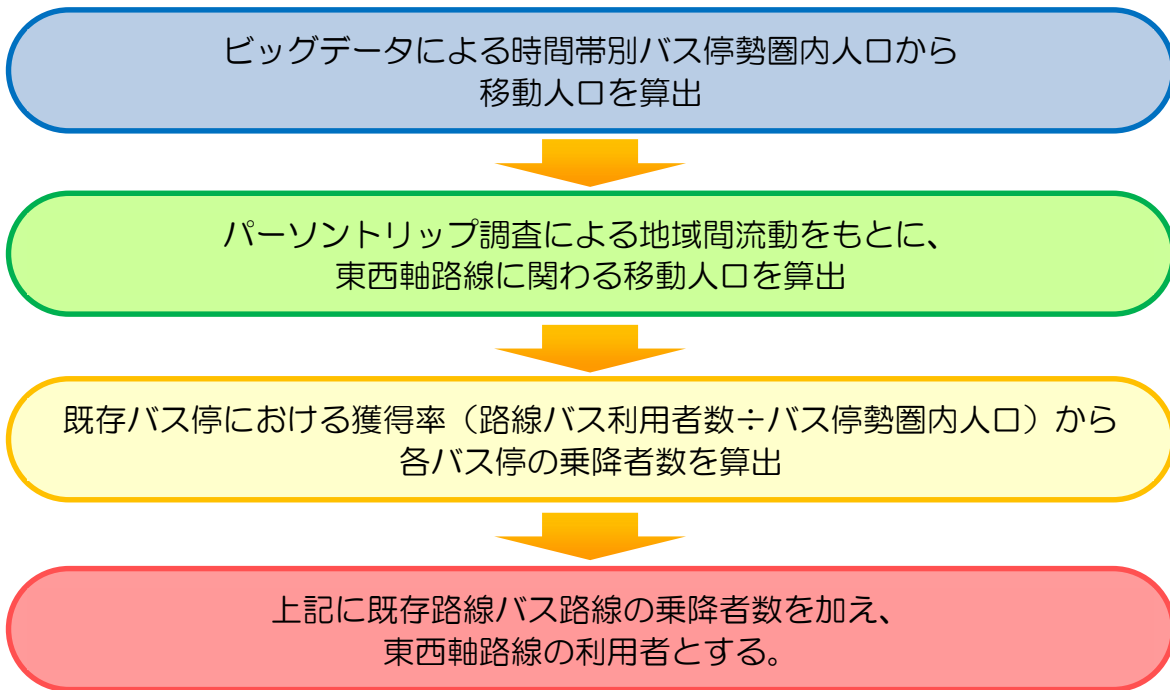 ビッグデータによる時間帯別バス停勢圏内人口から
移動人口を算出
パーソントリップ調査による地域間流動をもとに、
東西軸路線に関わる移動人口を算出
既存バス停における獲得率（路線バス利用者数÷バス停勢圏内人口）から
各バス停の乗降者数を算出
上記に既存路線バス路線の乗降者数を加え、
東西軸路線の利用者とする。